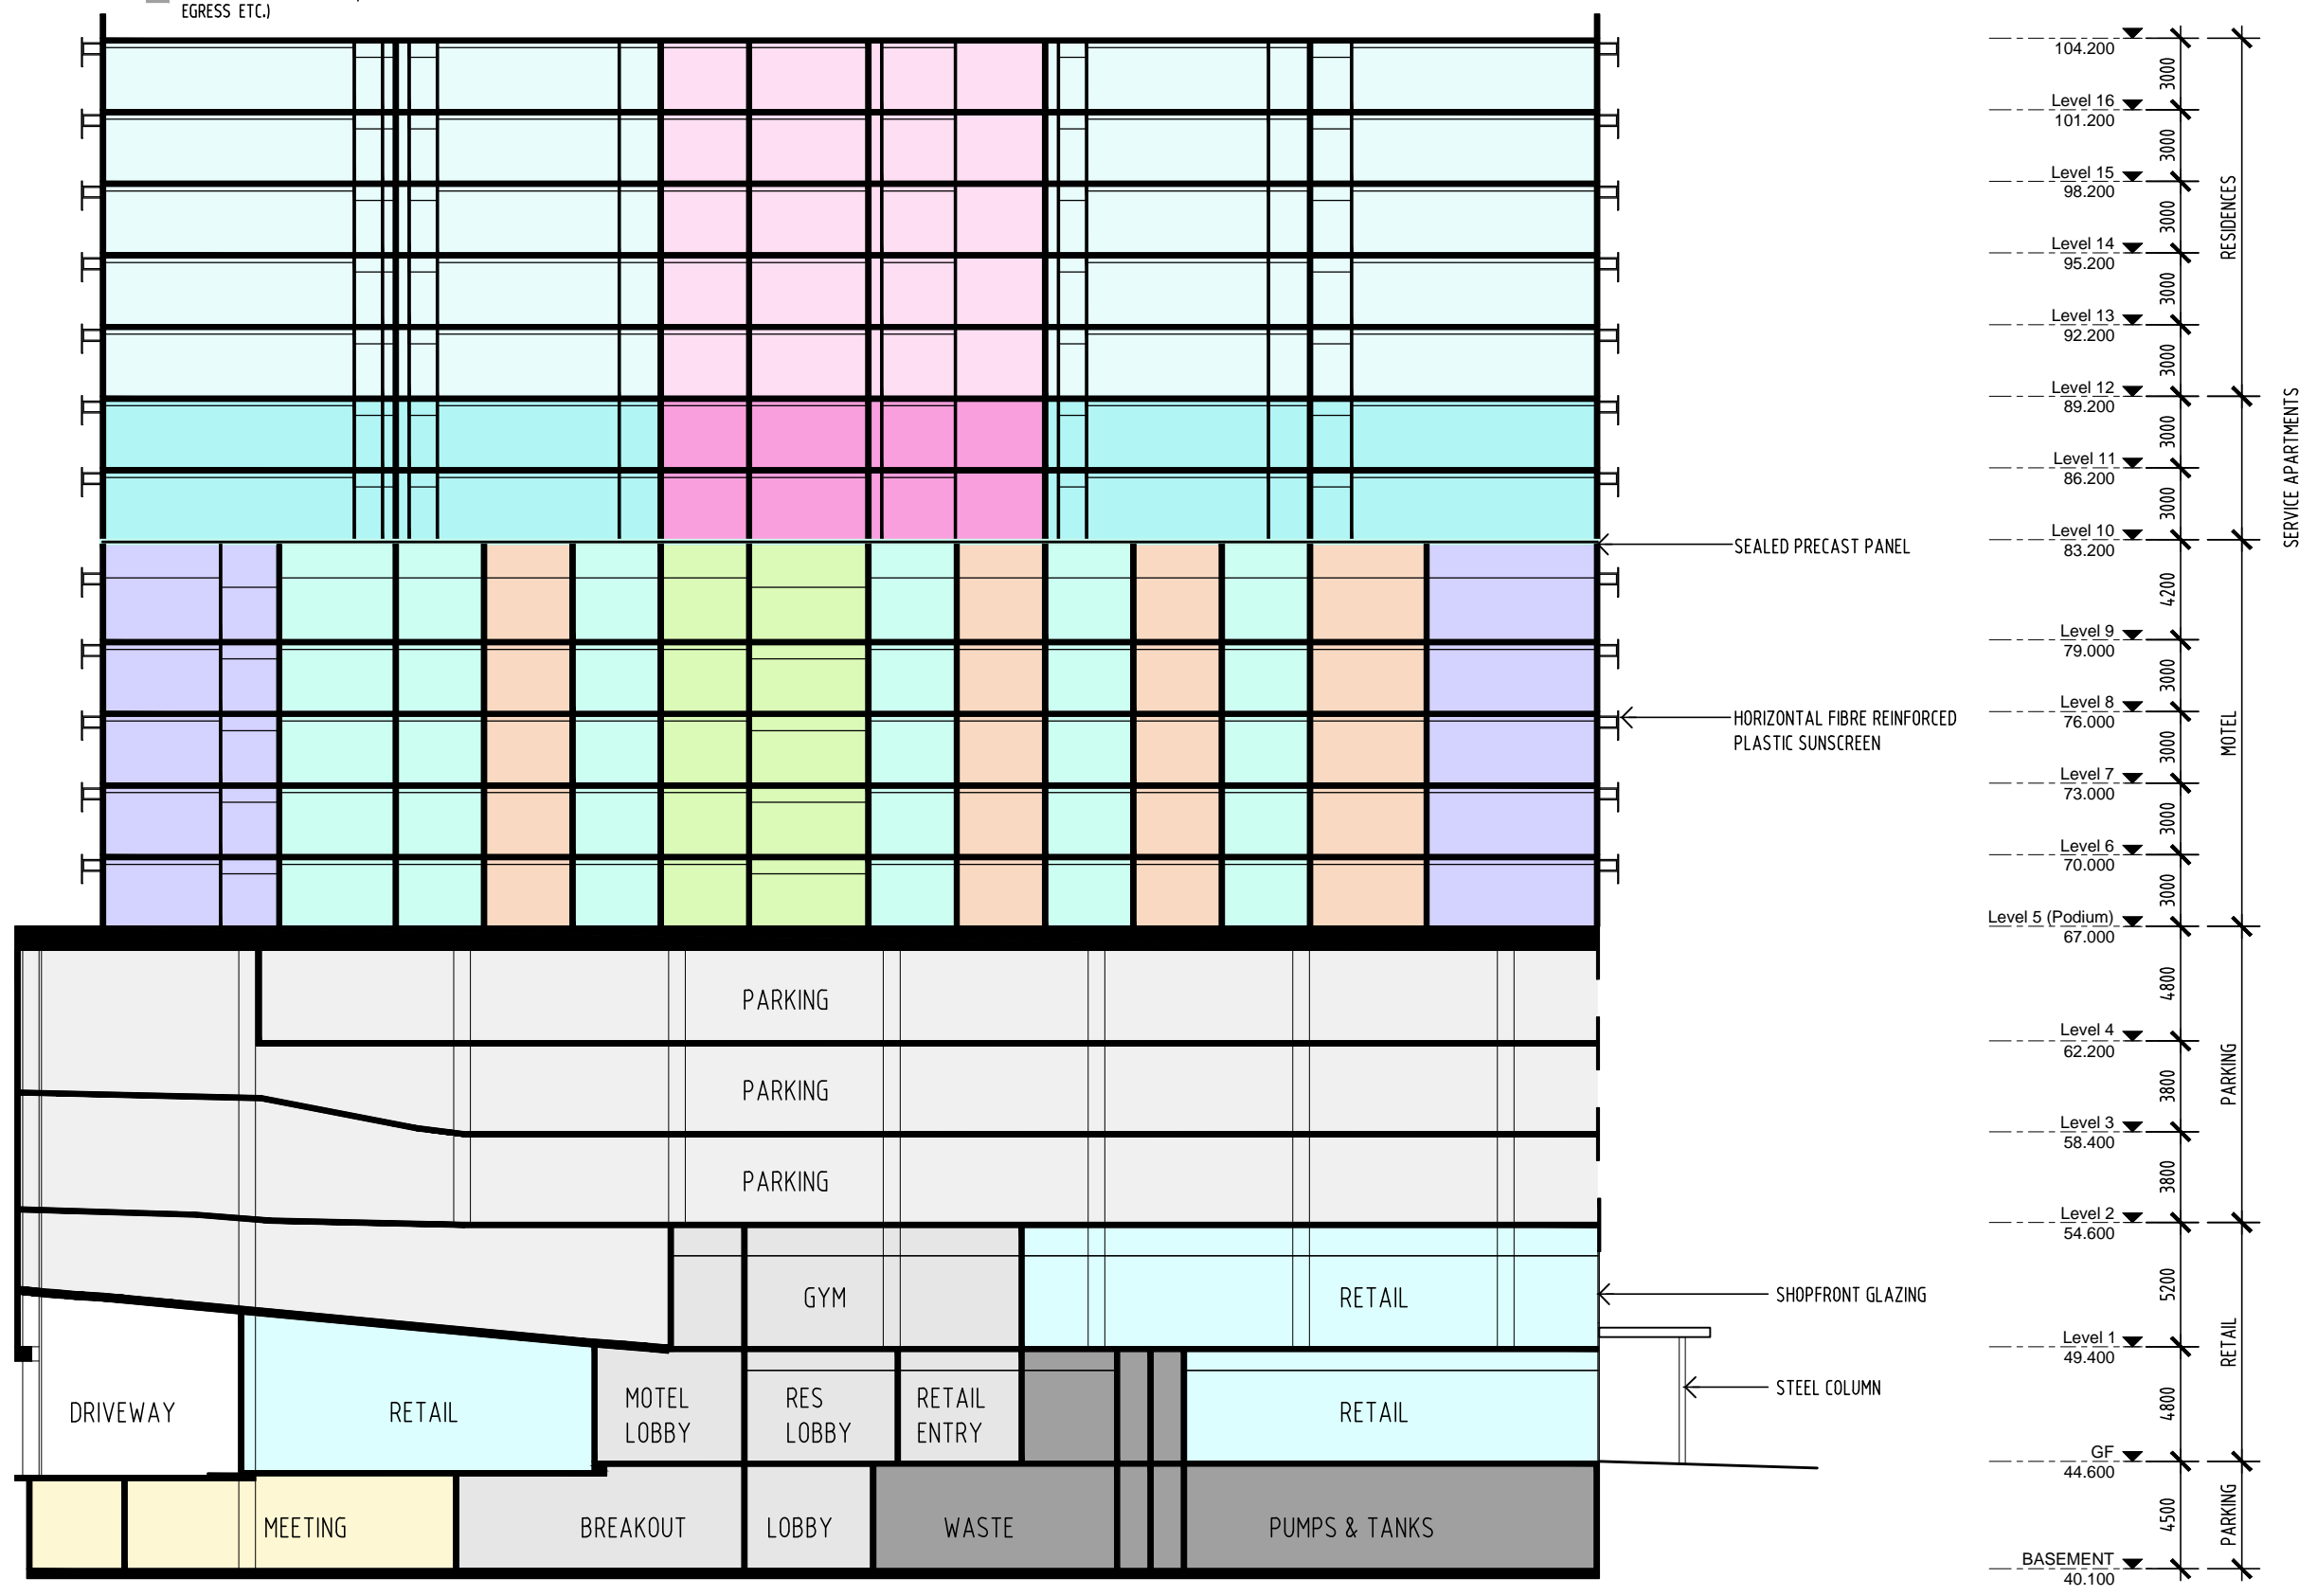 EGRESS ETC.)
104.200
3000
Level 16
101.200
3000
Level 15
98.200
3000
Level 14
95.200
3000
Level 13
92.200
3000
Level 12
89.200
3000
Level 11
86.200
3000
Level 10
83.200
4200
Level 9
79.000
3000
Level 8
76.000
3000
Level 7
73.000
3000
Level 6
70.000
3000
Level 5 (Podium)
67.000
4800
Level 4
62.200
3800
Level 3
58.400
3800
Level 2
54.600
5200
Level 1
49.400
4800
GF
44.600
4500
BASEMENT
40.100
RESIDENCES
SERVICE APARTMENTS
MOTEL
PARKING
RETAIL
PARKING
SEALED PRECAST PANEL
HORIZONTAL FIBRE REINFORCED
PLASTIC SUNSCREEN
SHOPFRONT GLAZING
STEEL COLUMN
PARKING
PARKING
PARKING
GYM
RETAIL
DRIVEWAY
RETAIL
MOTEL
LOBBY
RES
LOBBY
RETAIL
ENTRY
RETAIL
MEETING
BREAKOUT
LOBBY
WASTE
PUMPS & TANKS